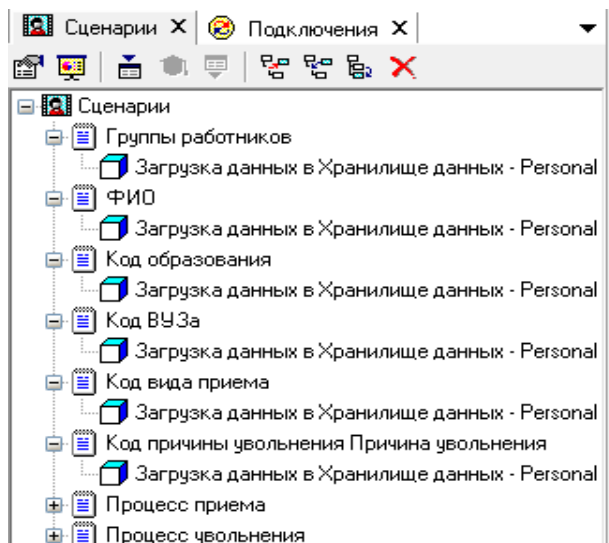 Сценарии Подключения
Сценарии
Группы работников
Загрузка данных в Хранилище данных - Personal
ФИО
Загрузка данных в Хранилище данных - Personal
Код образования
Загрузка данных в Хранилище данных - Personal
Код ВУЗа
Загрузка данных в Хранилище данных - Personal
Код вида приема
Загрузка данных в Хранилище данных - Personal
Код причины увольнения Причина увольнения
Загрузка данных в Хранилище данных - Personal
Процесс приема
Процесс увольнения